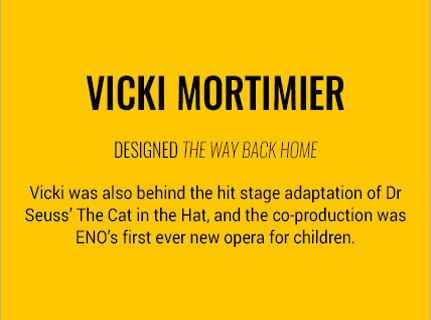 VICKI MORTIMIER
DESIGNED THE WAY BACK HOME
Vicki was also behind the hit stage adaptation of Dr
Seuss’ The Cat in the Hat, and the co-production was
ENO’s first ever new opera for children.